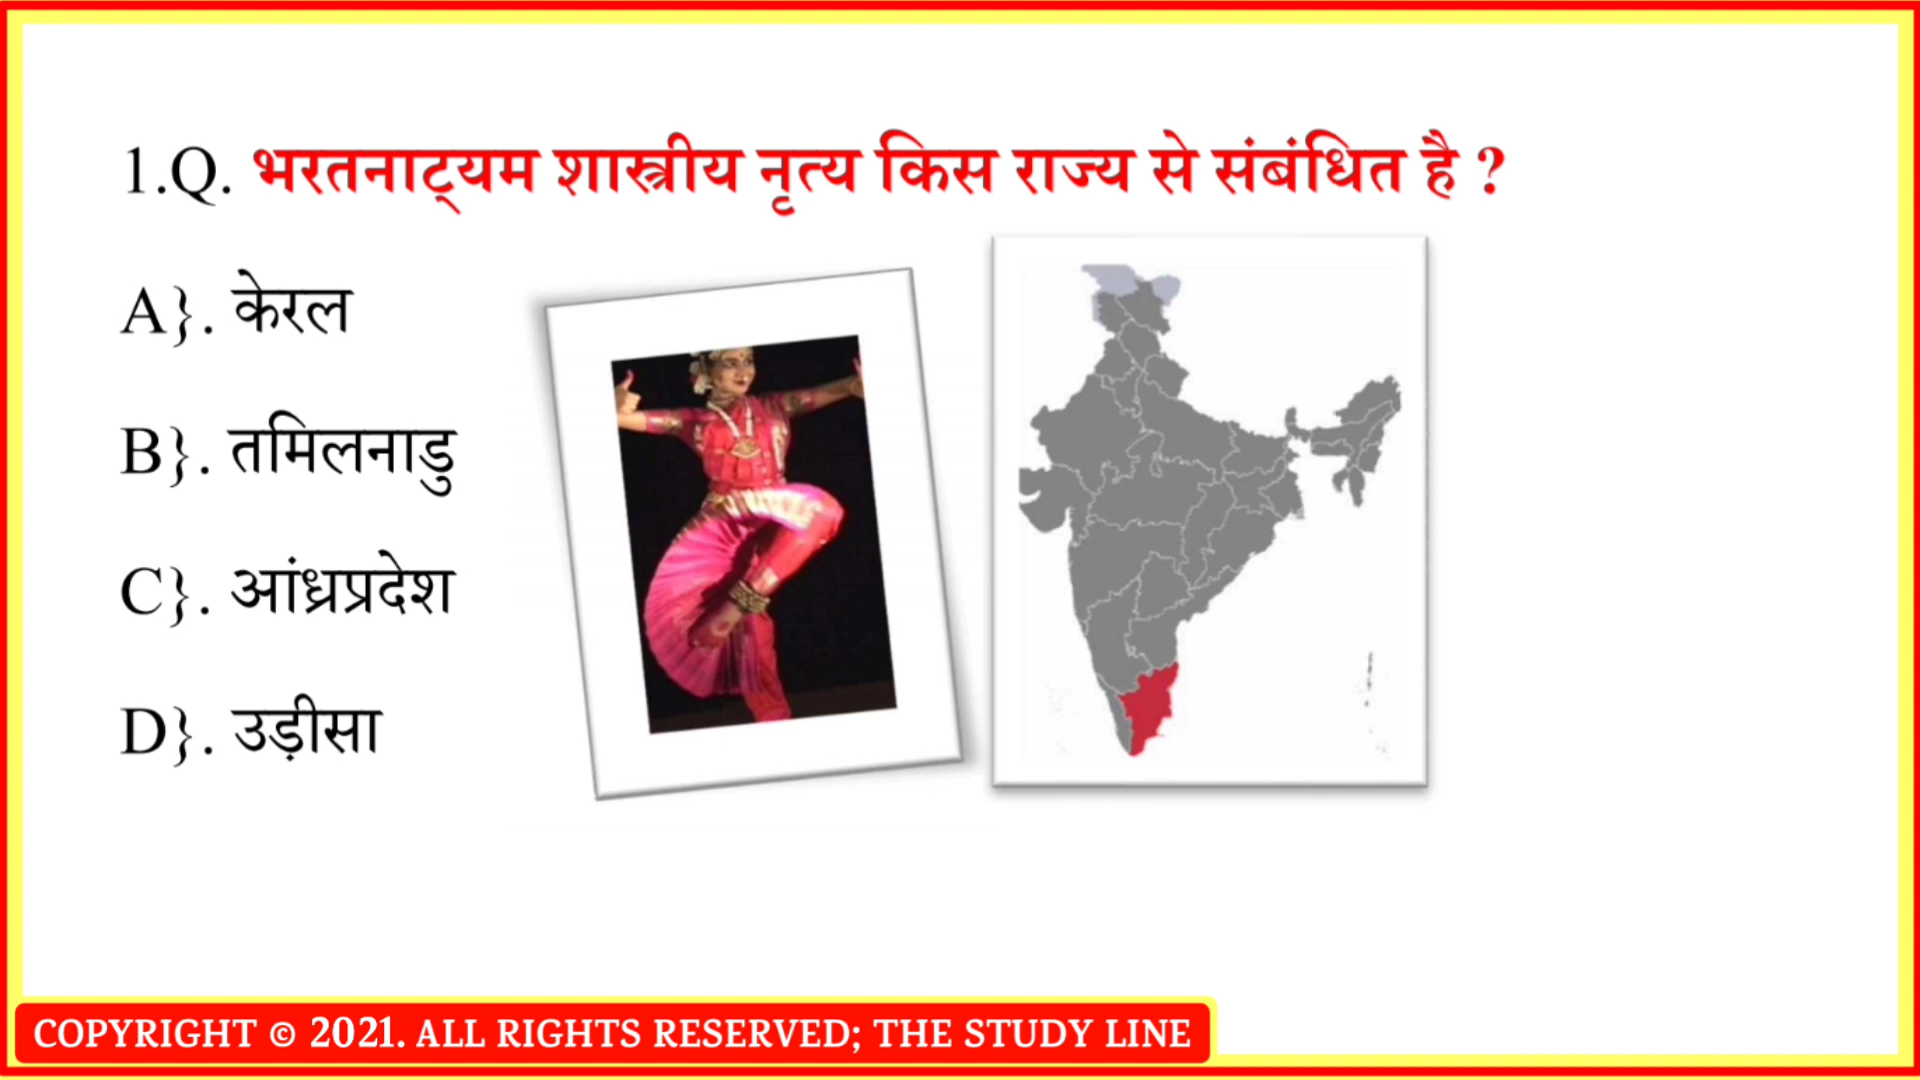 1.Q. भरतनाट्यम शास्त्रीय नृत्य किस राज्य से संबंधित है ?
A}. केरल
B}. तमिलनाडु
C}. आंध्रप्रदेश
D}. उड़ीसा
COPYRIGHT © 2021. ALL RIGHTS RESERVED; THE STUDY LINE